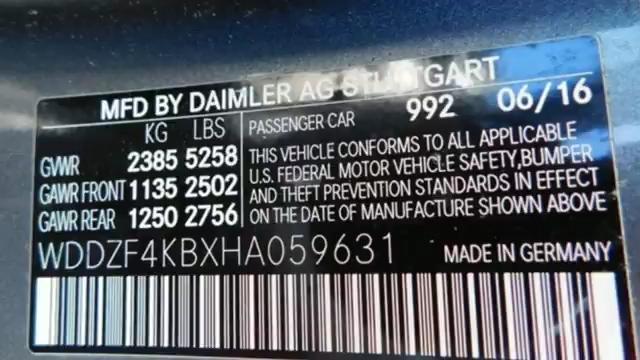 MFD BY DAIMLER AG STUTTGART
KG LBS
GVWR 2385 5258
GAWR FRONT 1135 2502
GAWR REAR 1250 2756
PASSENGER CAR 992 06/16
THIS VEHICLE CONFORMS TO ALL APPLICABLE
U.S. FEDERAL MOTOR VEHICLE SAFETY, BUMPER
AND THEFT PREVENTION STANDARDS IN EFFECT
ON THE DATE OF MANUFACTURE SHOWN ABOVE
WDDZF4KBXHA059631 MADE IN GERMANY